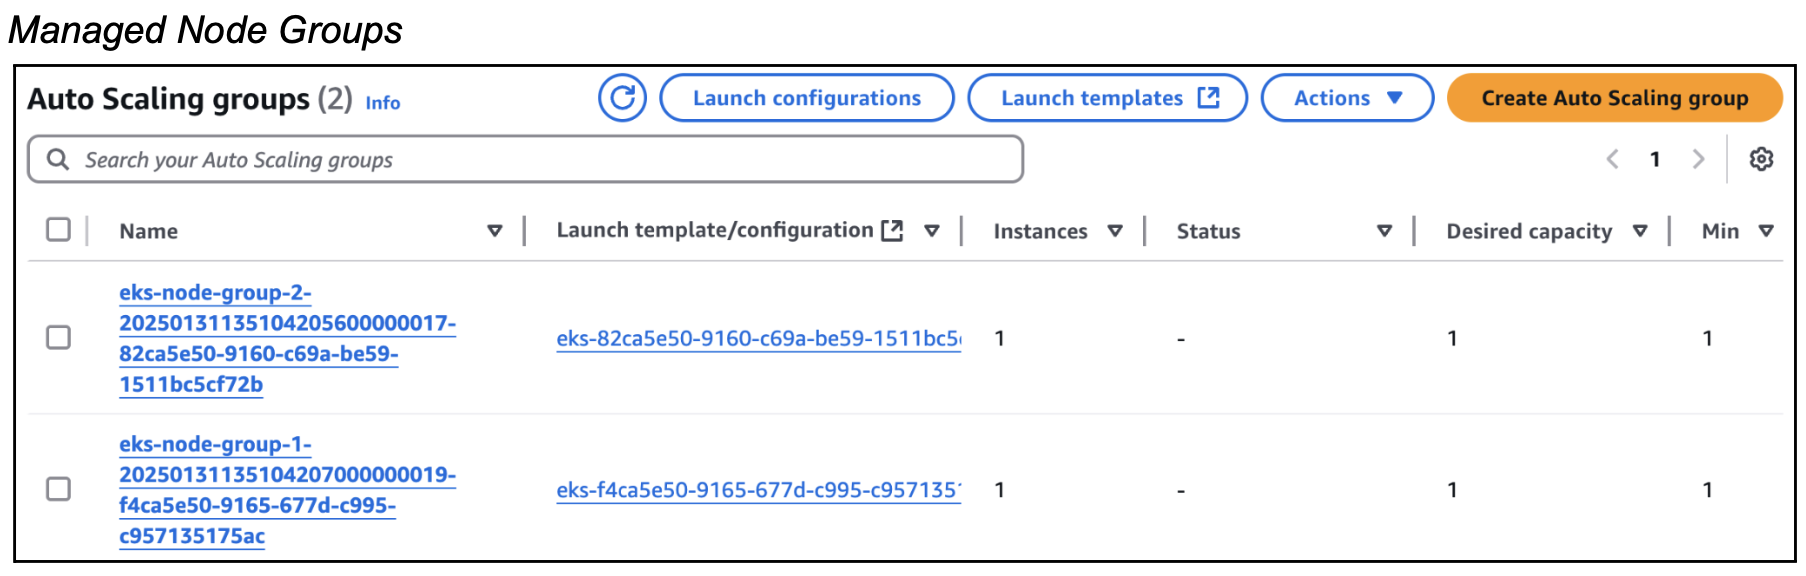 Managed Node Groups
Auto Scaling groups (2) Info
Launch configurations
Launch templates
Actions
Create Auto Scaling group
Search your Auto Scaling groups
1
Name
Launch template/configuration
Instances
Status
Desired capacity
Min
eks-node-group-2-
20250131135104205600000017-
82ca5e50-9160-c69a-be59-
1511bc5cf72b
eks-82ca5e50-9160-c69a-be59-1511bc5
1
-
1
1
eks-node-group-1-
20250131135104207000000019-
f4ca5e50-9165-677d-c995-
c957135175ac
eks-f4ca5e50-9165-677d-c995-c957135
1
-
1
1